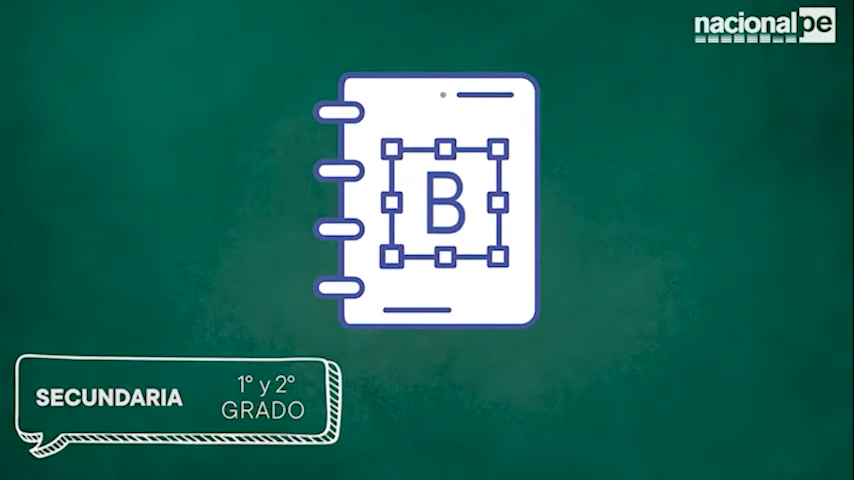 nacionalpe
B
SECUNDARIA
1° y 2°
GRADO